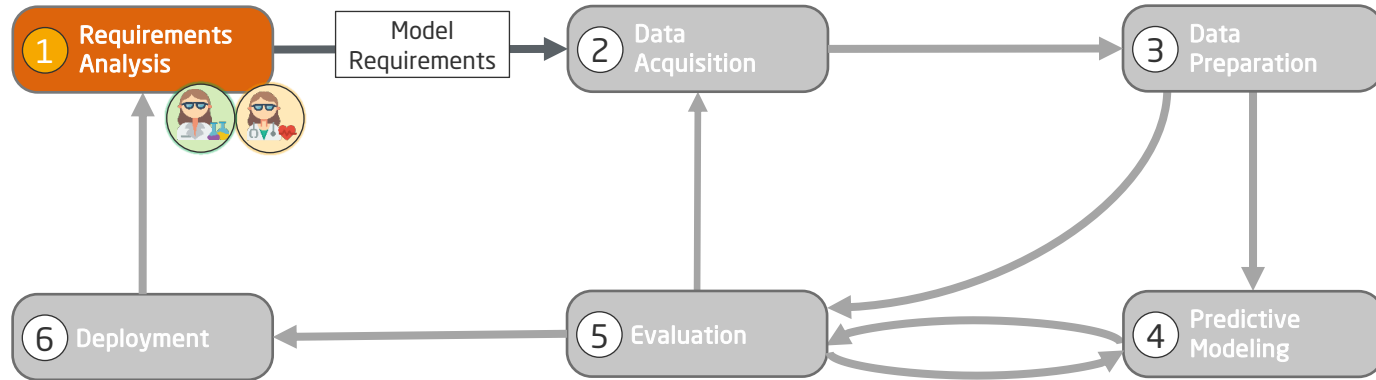 1
Requirements
Analysis
Model
Requirements
2
Data
Acquisition
3
Data
Preparation
6
Deployment
5
Evaluation
4
Predictive
Modeling